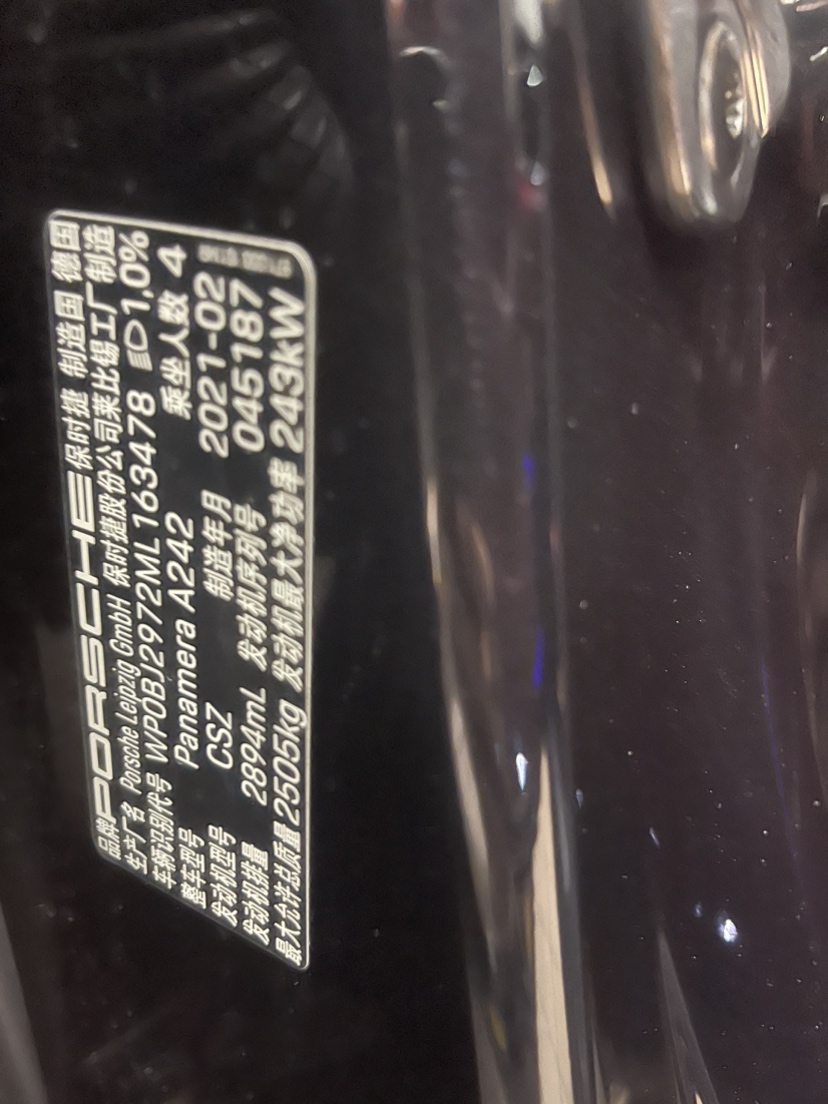 品牌 PORSCHE 保时捷 制造国 德国
生产厂名 Porsche Leipzig GmbH 保时捷股份公司莱比锡工厂 制造
车辆识别代号 WP0BJ2972ML163478 1,0%
整车型号 Panamera A242 乘坐人数 4
发动机型号 CSZ 制造年月 2021-02
发动机排量 2894mL 发动机序列号 045187
最大允许总质量 2505kg 发动机最大净功率 243kW